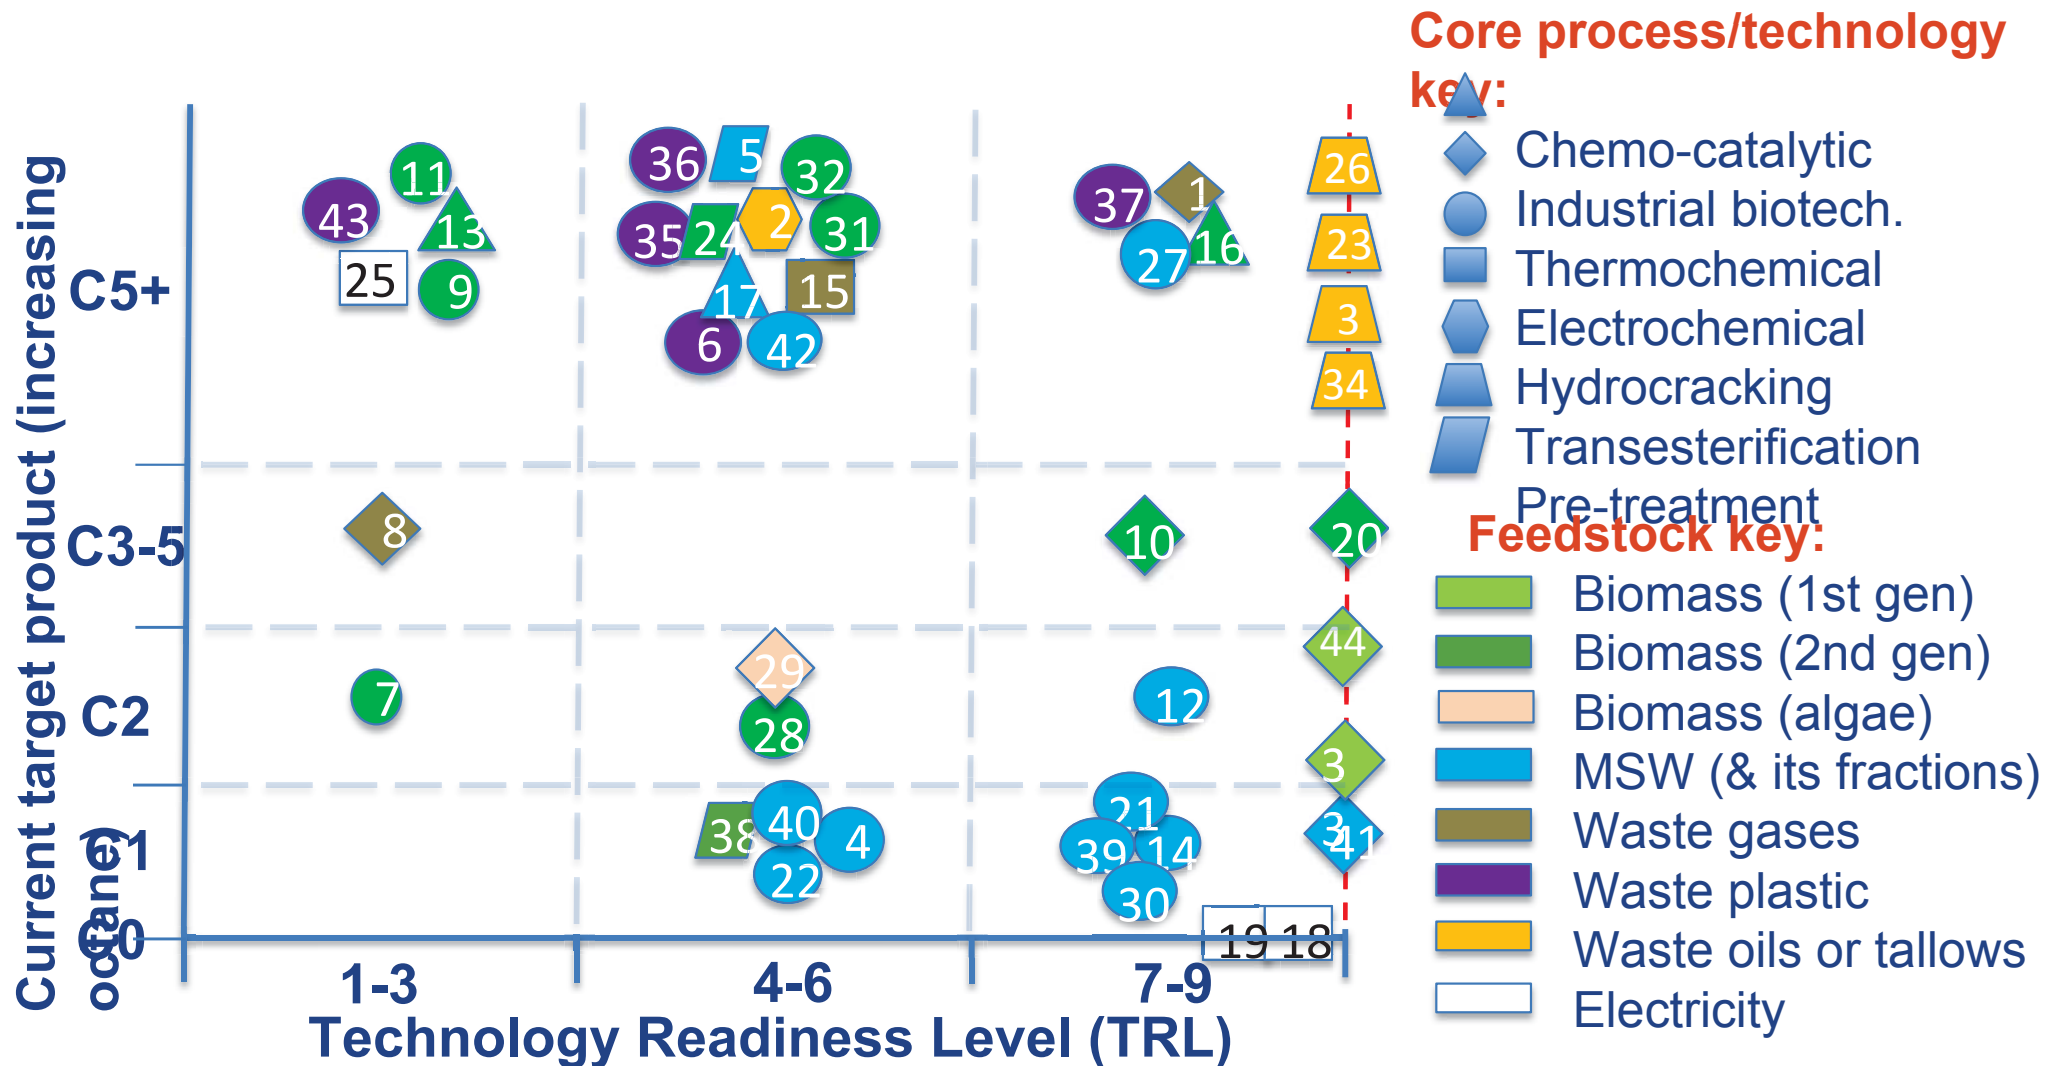 Core process/technology
key:
Chemo-catalytic
Industrial biotech.
Thermochemical
Electrochemical
Hydrocracking
Transesterification
Pre-treatment
Feedstock key:
Biomass (1st gen)
Biomass (2nd gen)
Biomass (algae)
MSW (& its fractions)
Waste gases
Waste plastic
Waste oils or tallows
Electricity
Current target product (increasing
octane)
C5+
C3-5
C2
C1
C0
43
11
13
25
9
36
5
32
35
24
2
31
17
15
6
42
37
1
27
16
26
23
3
34
8
10
20
7
29
28
12
44
3
38
40
4
22
21
39
14
30
3
41
19
18
1-3
4-6
7-9
Technology Readiness Level (TRL)